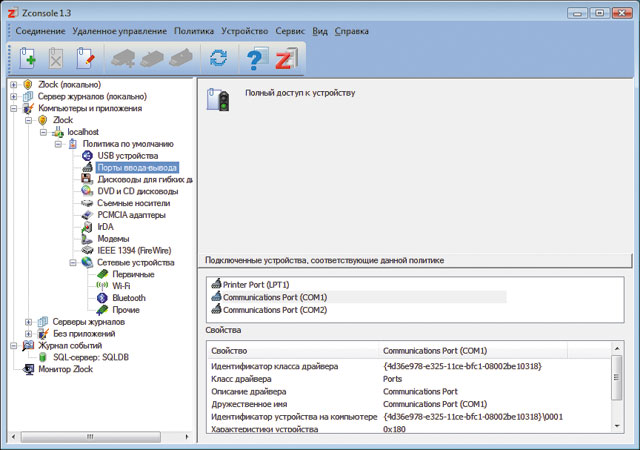 Zconsole 1.3
Соединение Удаленное управление Политика Устройство Сервис Вид Справка
Zlock (локально)
Сервер журналов (локально)
Компьютеры и приложения
Zlock
localhost
Политика по умолчанию
USB устройства
Порты ввода-вывода
Дисководы для гибких ди
DVD и CD дисководы
Съемные носители
PCMCIA адаптеры
IrDA
Модемы
IEEE 1394 (FireWire)
Сетевые устройства
Первичные
Wi-Fi
Bluetooth
Прочие
Серверы журналов
Без приложений
Журнал событий
SQL-сервер: SQLDB
Монитор Zlock
Полный доступ к устройству
Подключенные устройства, соответствующие данной политике
Printer Port (LPT1)
Communications Port (COM1)
Communications Port (COM2)
Свойства
Свойство Communications Port (COM1)
Идентификатор класса драйвера {4d36e978-e325-11ce-bfc1-08002be10318}
Класс драйвера Ports
Описание драйвера Communications Port
Дружественное имя Communications Port (COM1)
Идентификатор устройства на компьютере {4d36e978-e325-11ce-bfc1-08002be10318}\0001
Характеристики устройства 0x180